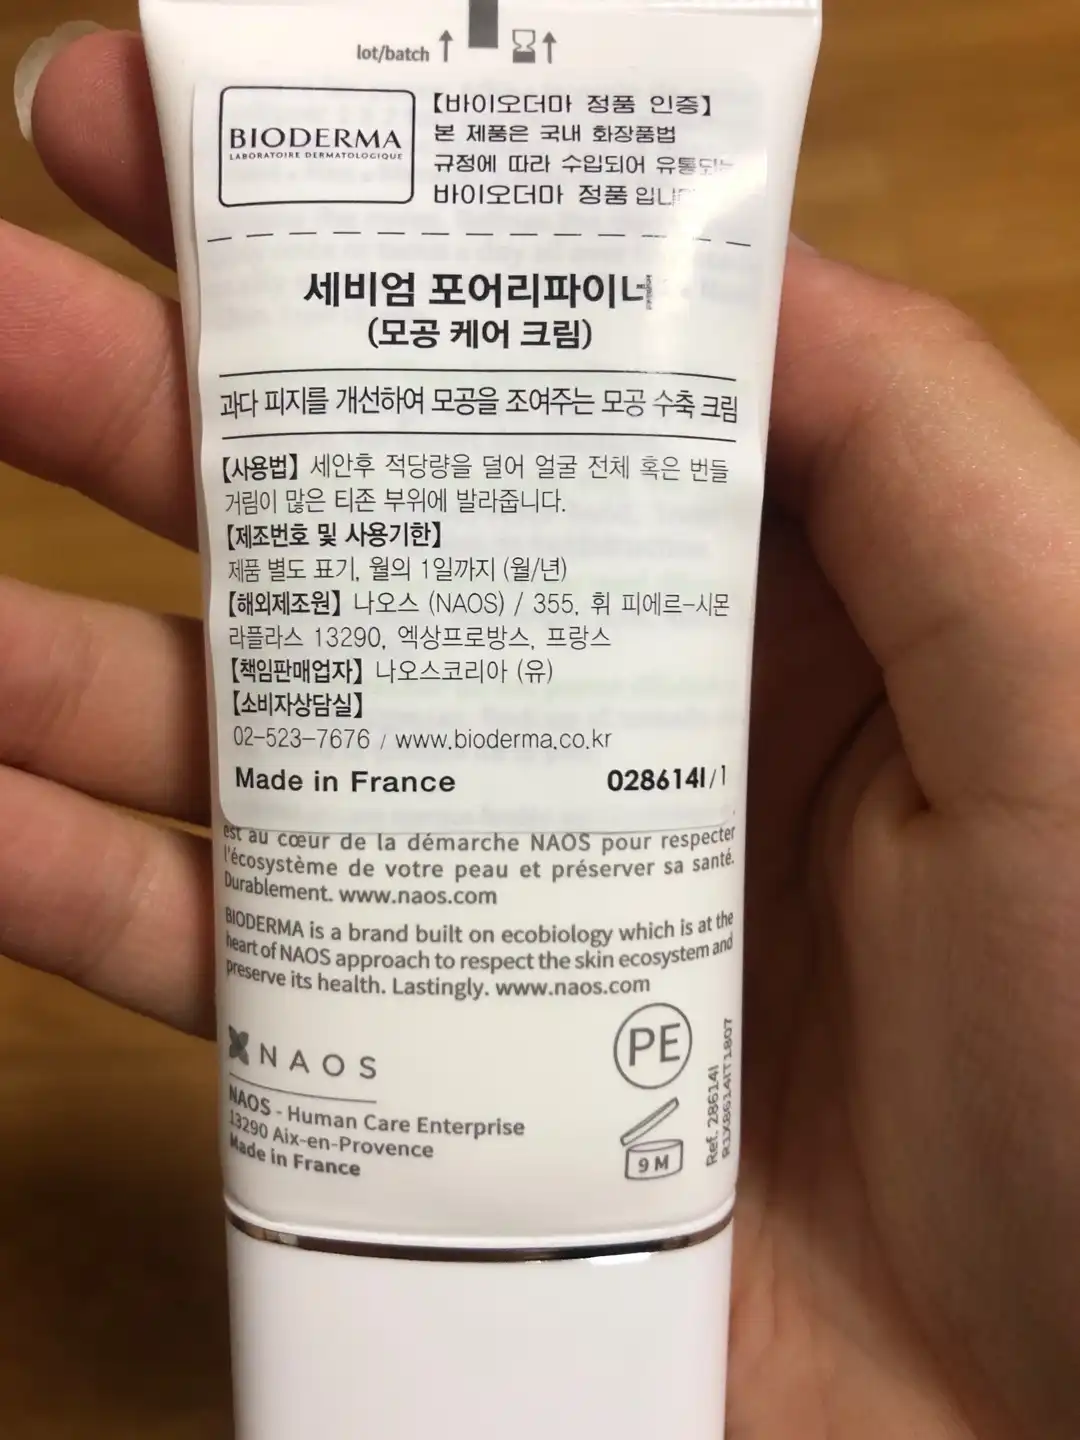 lot/batch
BIODERMA
LABORATOIRE DERMATOLOGIQUE
【바이오더마 정품 인증】
본 제품은 국내 화장품법
규정에 따라 수입되어 유통되는
바이오더마 정품 입니
세비엄 포어리파이너
(모공 케어 크림)
과다 피지를 개선하여 모공을 조여주는 모공 수축 크림
【사용법】 세안후 적당량을 덜어 얼굴 전체 혹은 번들
거림이 많은 티존 부위에 발라줍니다.
【제조번호 및 사용기한】
제품 별도 표기, 월의 1일까지 (월/년)
【해외제조원】 나오스 (NAOS) / 355, 휘 피에르-시몬
라플라스 13290, 엑상프로방스, 프랑스
【책임판매업자】 나오스코리아 (유)
【소비자상담실】
02-523-7676 / www.bioderma.co.kr
Made in France 028614I/1
est au cœur de la démarche NAOS pour respecter
l'écosystème de votre peau et préserver sa santé.
Durablement. www.naos.com
BIODERMA is a brand built on ecobiology which is at the
heart of NAOS approach to respect the skin ecosystem and
preserve its health. Lastingly. www.naos.com
NAOS
PE
NAOS - Human Care Enterprise
13290 Aix-en-Provence
Made in France
9 M
Ref. 28614I
R1X8614IT1807